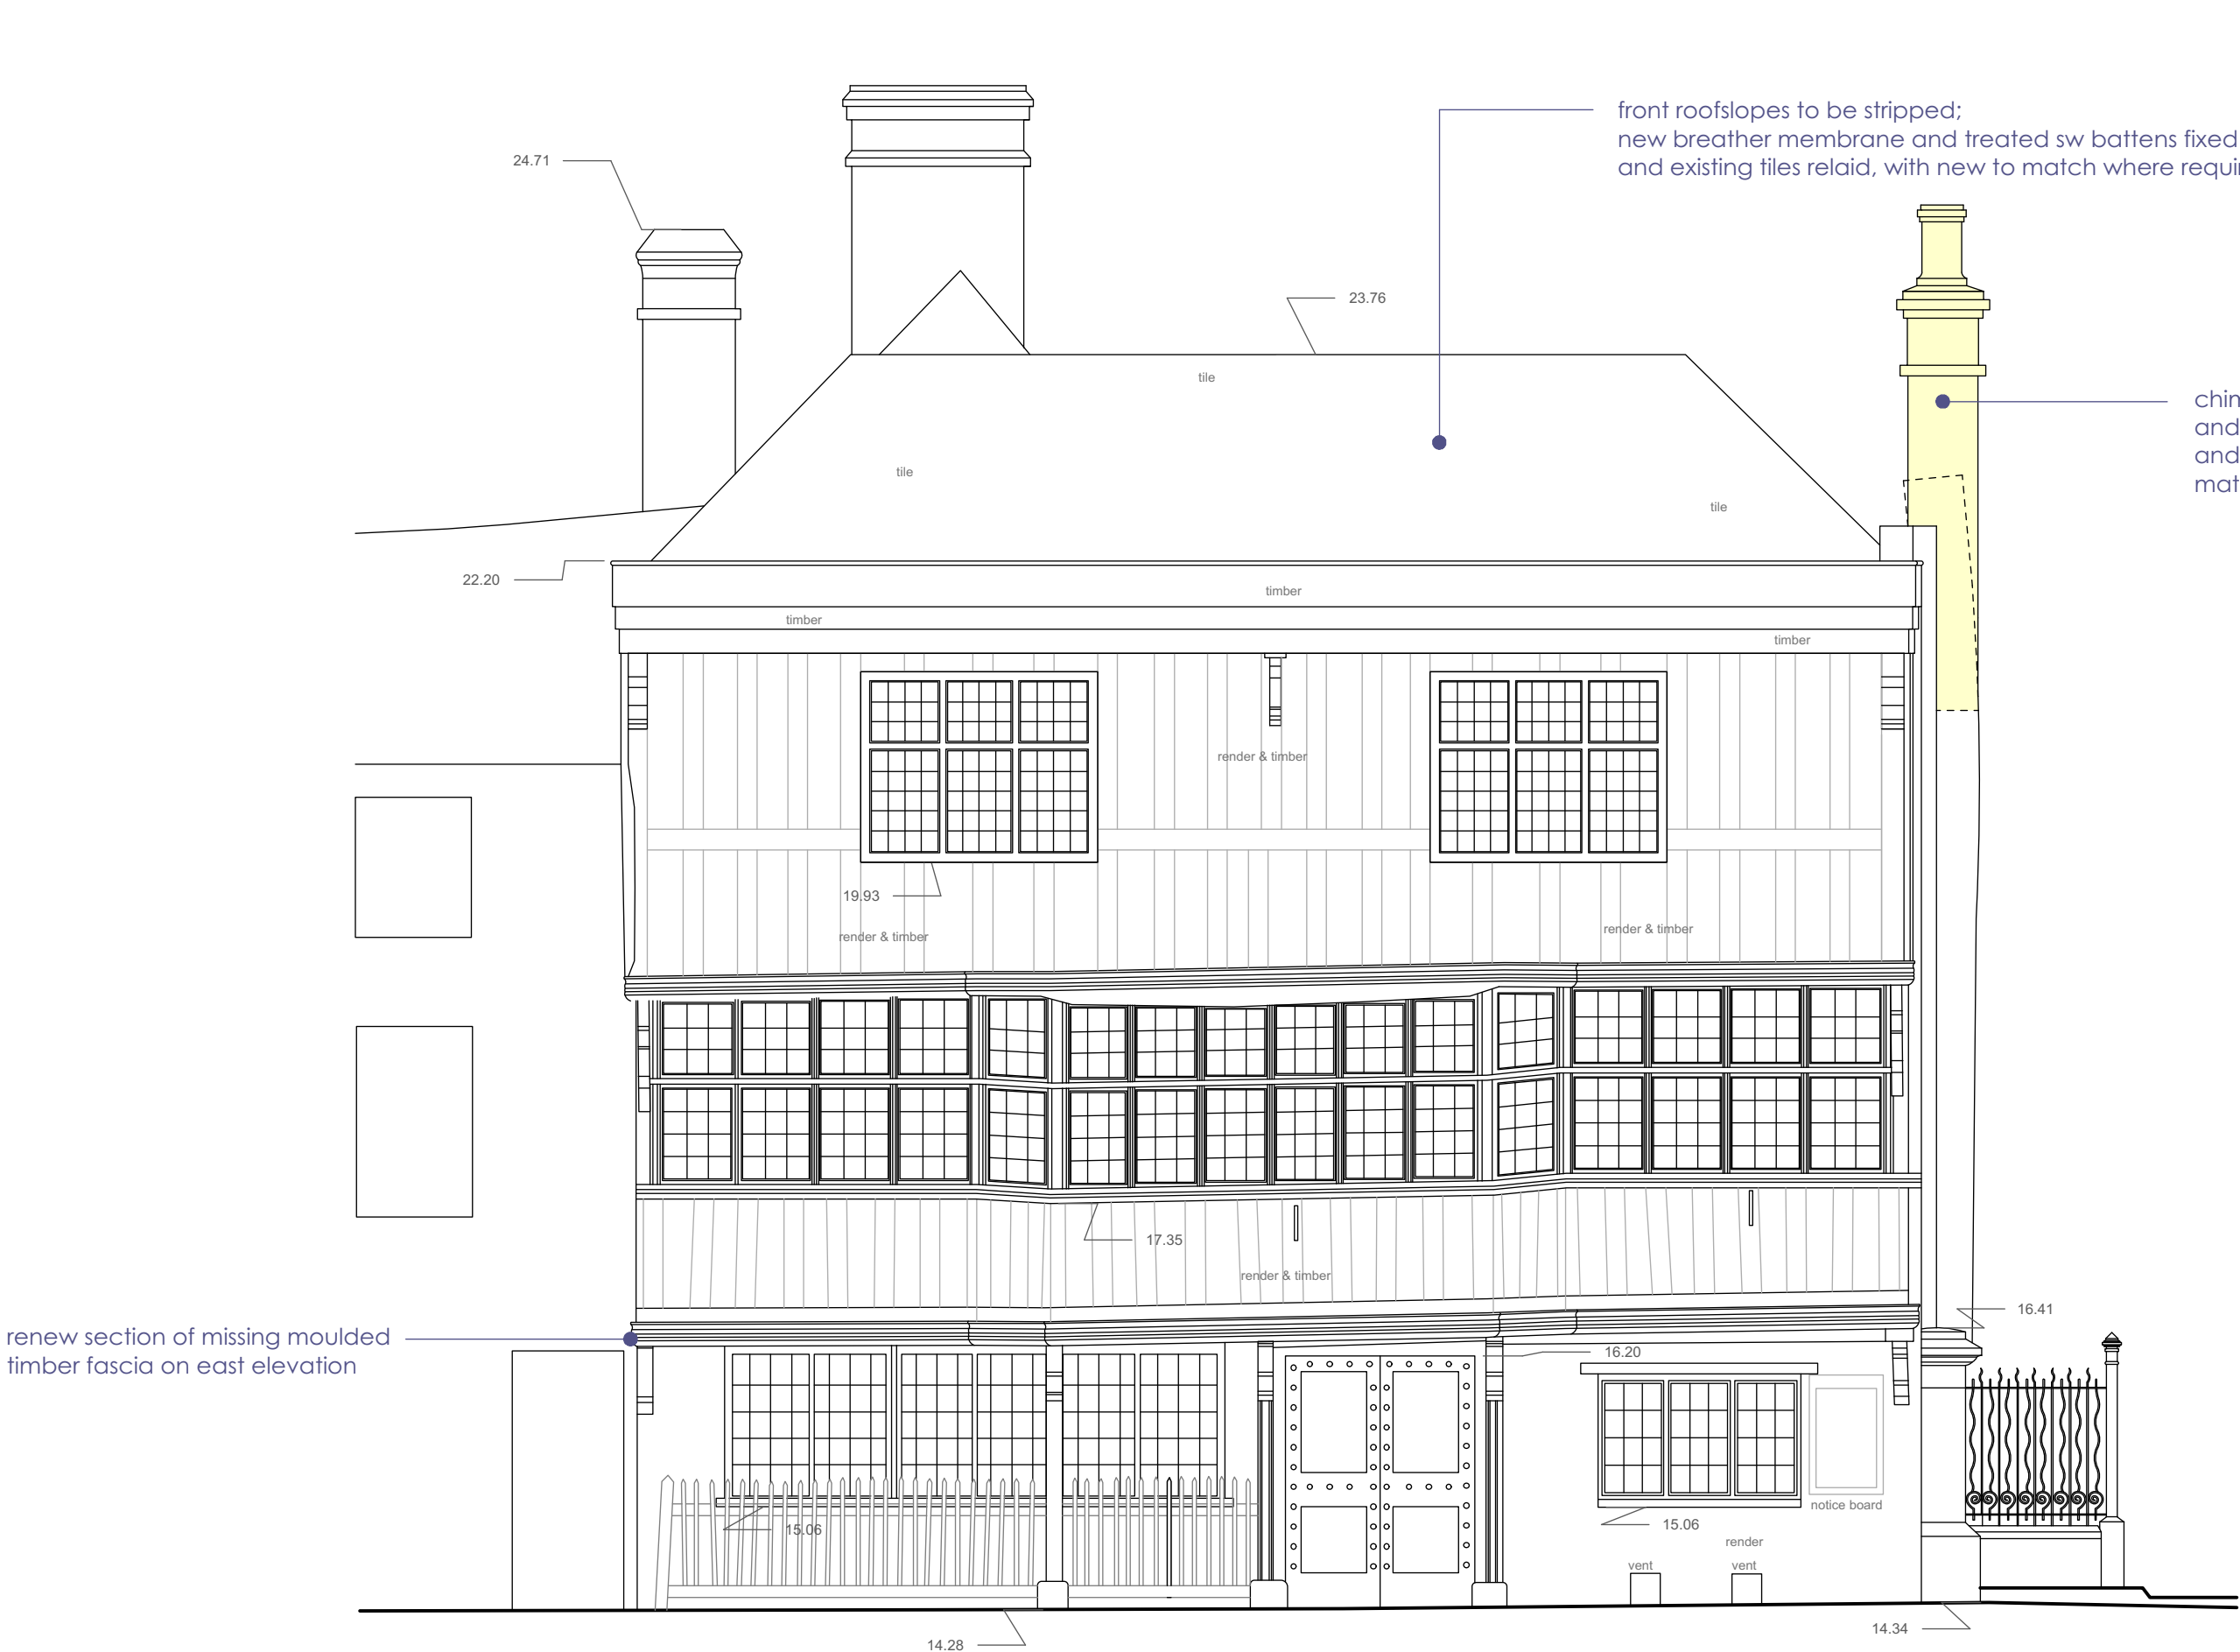 front roofslopes to be stripped;
new breather membrane and treated sw battens fixed
and existing tiles relaid, with new to match where
24.71
23.76
tile
and
and
tile
tile
22.20
timber
timber
timber
render & timber
19.93
render & timber
render & timber
17.35
render & timber
16.41
renew section of missing moulded
timber fascia on east elevation
16.20
notice board
15.06
15.06
render
vent
vent
14.34
14.28